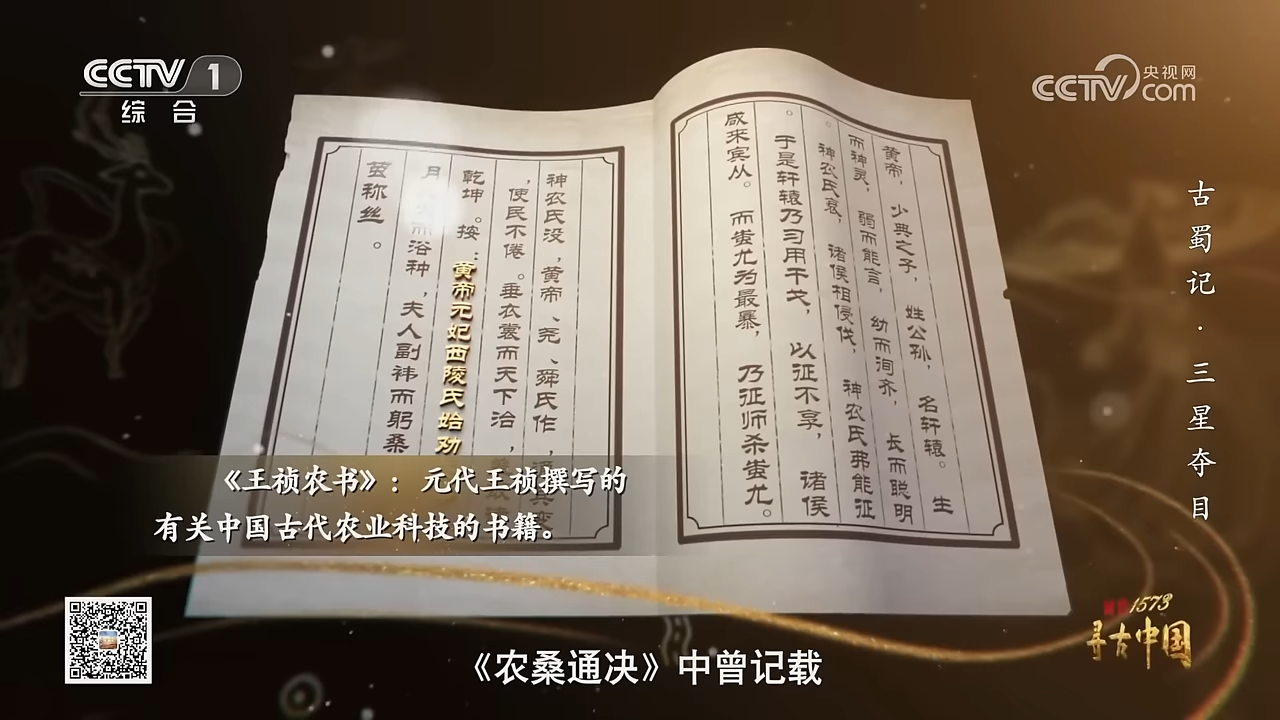 CCTV 1
综合
CCTV 央视网
com
古蜀记·三星夺目
黄帝,少典之子,姓公孙,名轩辕。生
而神灵,弱而能言,幼而洵齐,长而聪明
。神农氏衰,诸侯相侵伐,神农氏弗能征
。于是轩辕乃习用干戈,以征不享,诸侯
咸来宾从。而蚩尤为最暴,乃征师杀蚩尤。
神农氏没,黄帝、尧、舜氏作,
,使民不倦。垂衣裳而天下治,
乾坤。按:黄帝元妃西陵氏始劝
月 而浴种,夫人副袆而躬桑
茧称丝。
《王祯农书》:元代王祯撰写的
有关中国古代农业科技的书籍。
1573
寻古中国
《农桑通决》中曾记载